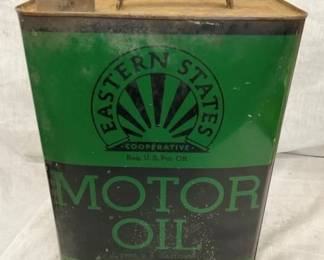 EASTERN STATES
·COOPERATIVE·
Reg. U.S. Pat. Off.
MOTOR
OIL